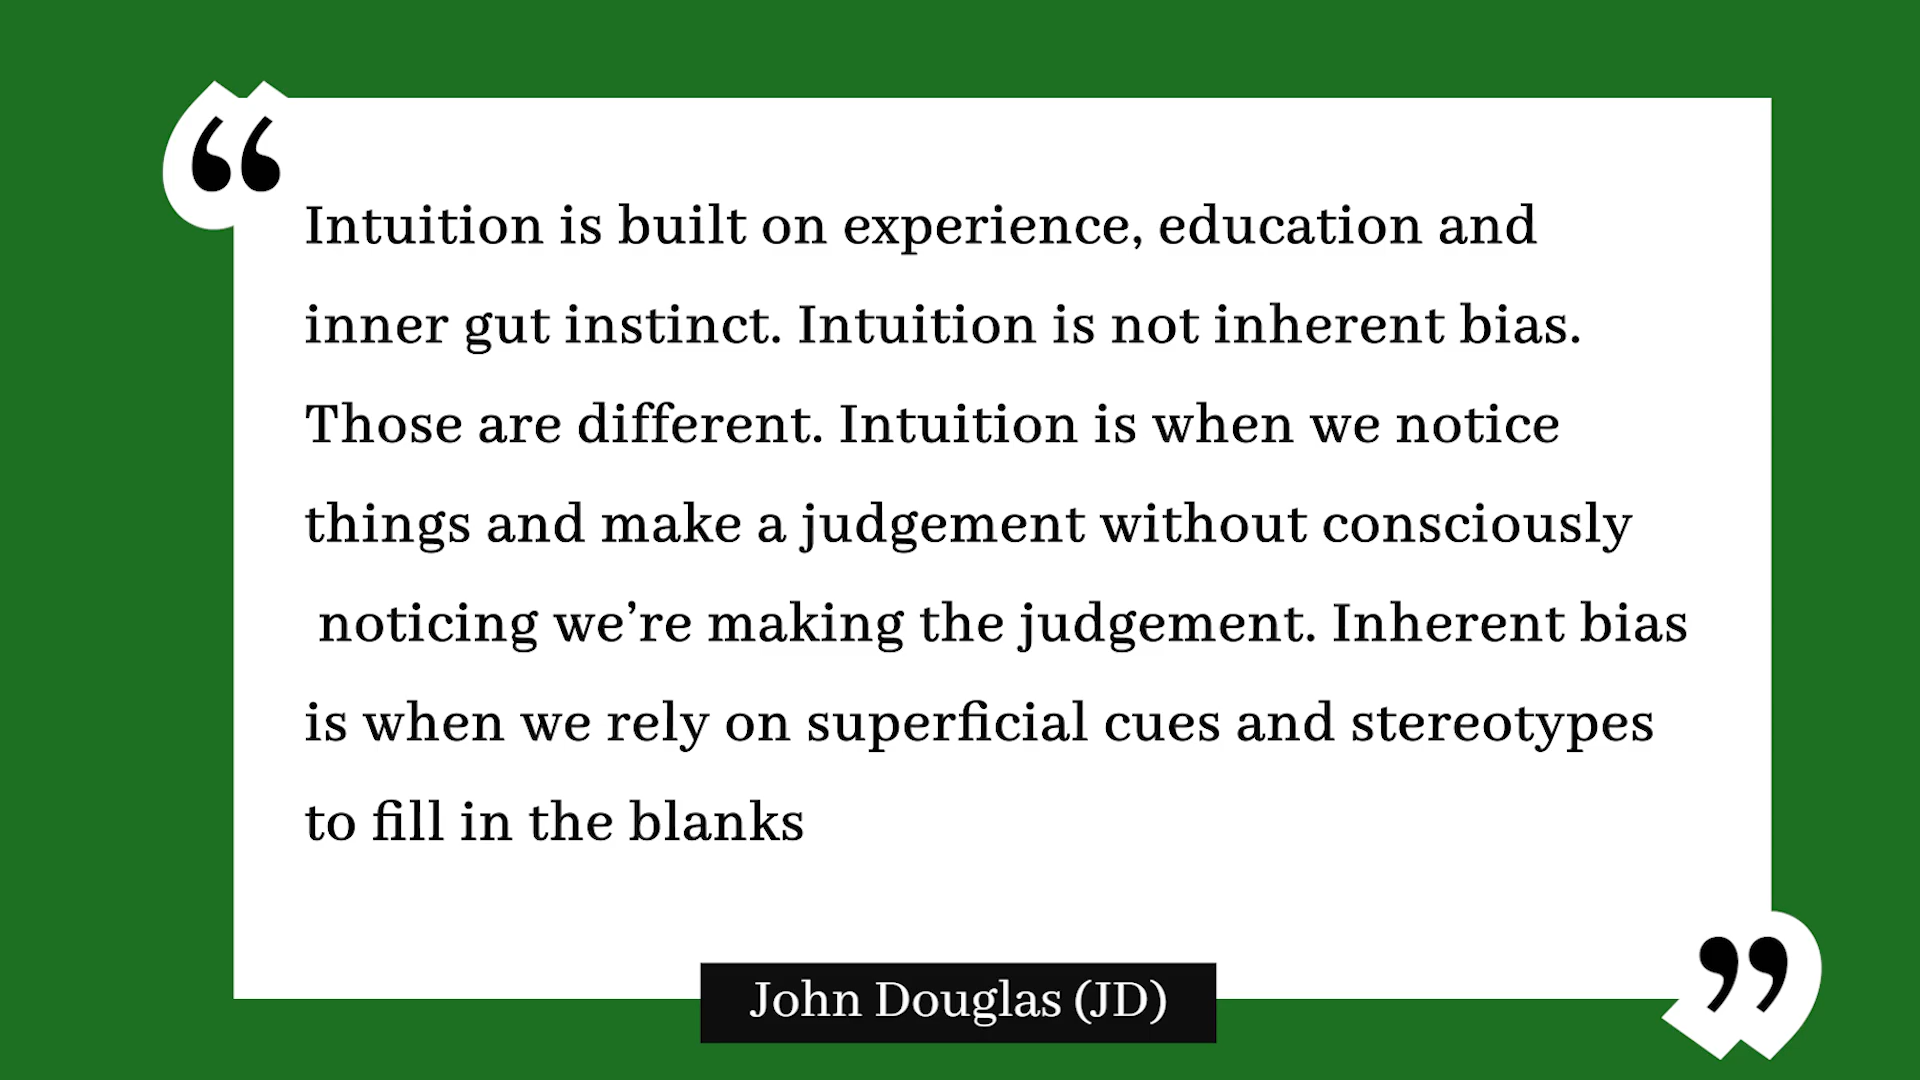 “
Intuition is built on experience, education and
inner gut instinct. Intuition is not inherent bias.
Those are different. Intuition is when we notice
things and make a judgement without consciously
noticing we’re making the judgement. Inherent bias
is when we rely on superficial cues and stereotypes
to fill in the blanks
”
John Douglas (JD)